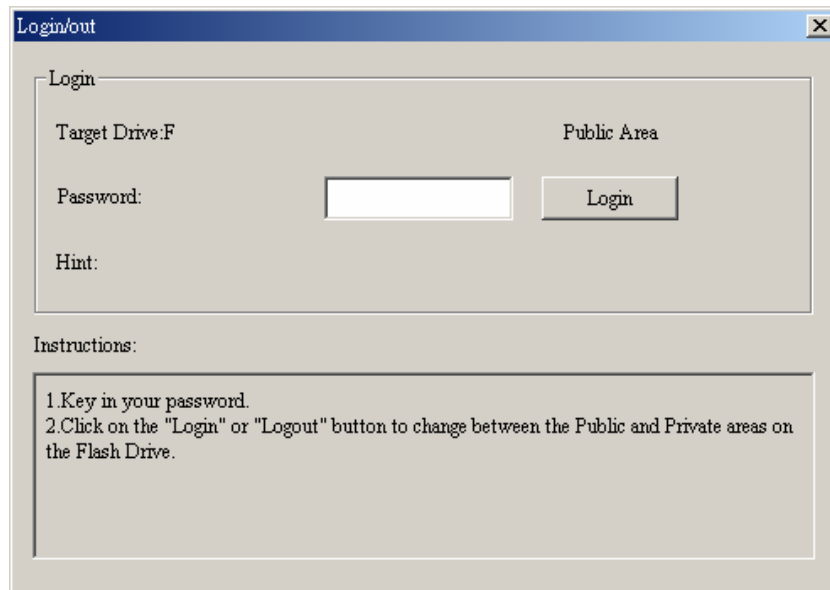 Login/out
Login
Target Drive:F Public Area
Password: Login
Hint:
Instructions:
1.Key in your password.
2.Click on the "Login" or "Logout" button to change between the Public and Private areas on
the Flash Drive.